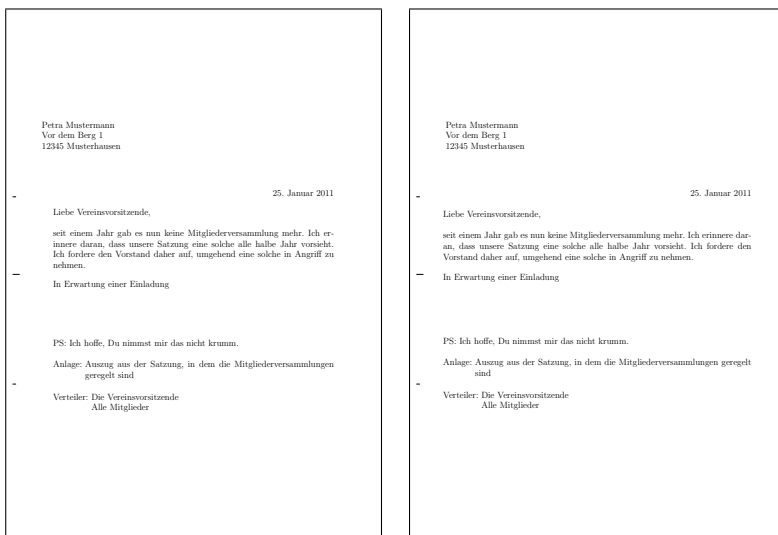 Petra Mustermann
Vor dem Berg 1
12345 Musterhausen
25. Januar 2011
Liebe Vereinsvorsitzende,
seit einem Jahr gab es nun keine Mitgliederversammlung mehr. Ich er-
innere daran, dass unsere Satzung eine solche alle halbe Jahr vorsieht.
Ich fordere den Vorstand daher auf, umgehend eine solche in Angriff zu
nehmen.
In Erwartung einer Einladung
PS: Ich hoffe, Du nimmst mir das nicht krumm.
Anlage: Auszug aus der Satzung, in dem die Mitgliederversammlungen
geregelt sind
Verteiler: Die Vereinsvorsitzende
Alle Mitglieder
Petra Mustermann
Vor dem Berg 1
12345 Musterhausen
25. Januar 2011
Liebe Vereinsvorsitzende,
seit einem Jahr gab es nun keine Mitgliederversammlung mehr. Ich erinnere dar-
an, dass unsere Satzung eine solche alle halbe Jahr vorsieht. Ich fordere den
Vorstand daher auf, umgehend eine solche in Angriff zu nehmen.
In Erwartung einer Einladung
PS: Ich hoffe, Du nimmst mir das nicht krumm.
Anlage: Auszug aus der Satzung, in dem die Mitgliederversammlungen geregelt
sind
Verteiler: Die Vereinsvorsitzende
Alle Mitglieder